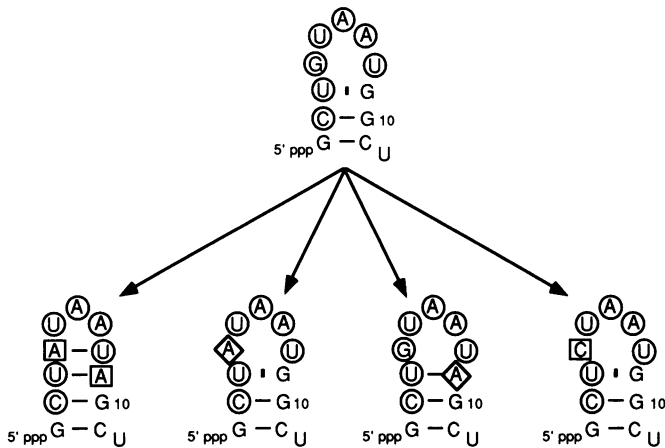 A
U A
G U
U · G
C – G 10
5' ppp G – C U
A A A A
U A U A U A U A
A – U A U G U C U
U – A U · G U – A U · G
C – G 10 C – G 10 C – G 10 C – G 10
5' ppp G – C U 5' ppp G – C U 5' ppp G – C U 5' ppp G – C U